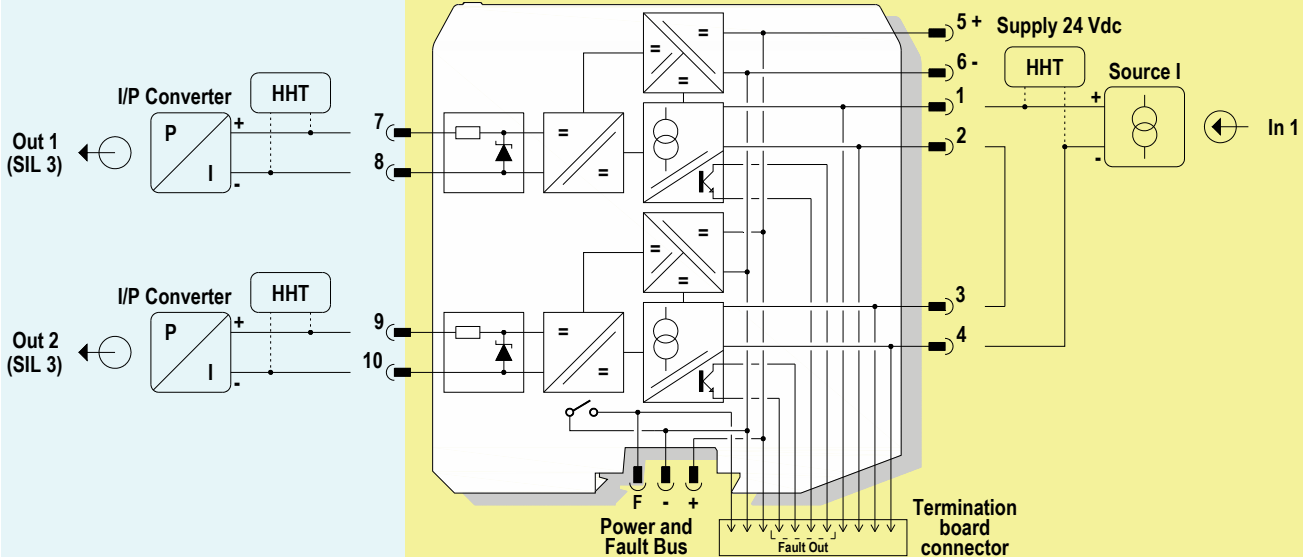 5 + Supply 24 Vdc
6 -
HHT
Source I
I/P Converter
HHT
Out 1
(SIL 3)
P
I
+
-
7
8
=
=
=
=
=
1
2
+
-
In 1
I/P Converter
HHT
Out 2
(SIL 3)
P
I
+
-
9
10
=
=
=
=
=
3
4
F - +
Power and
Fault Bus
Fault Out
Termination
board
connector